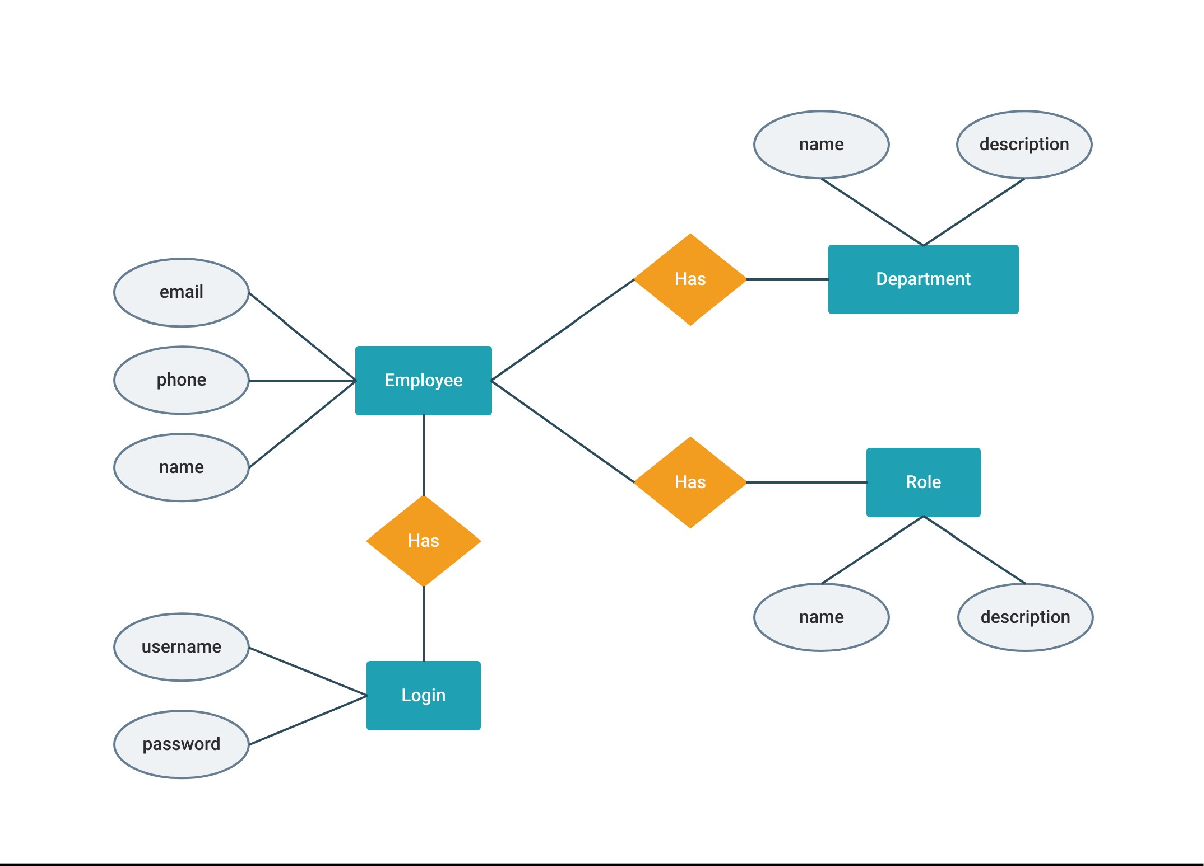 name
description
Has
Department
email
phone
Employee
name
Has
Role
Has
name
description
username
Login
password